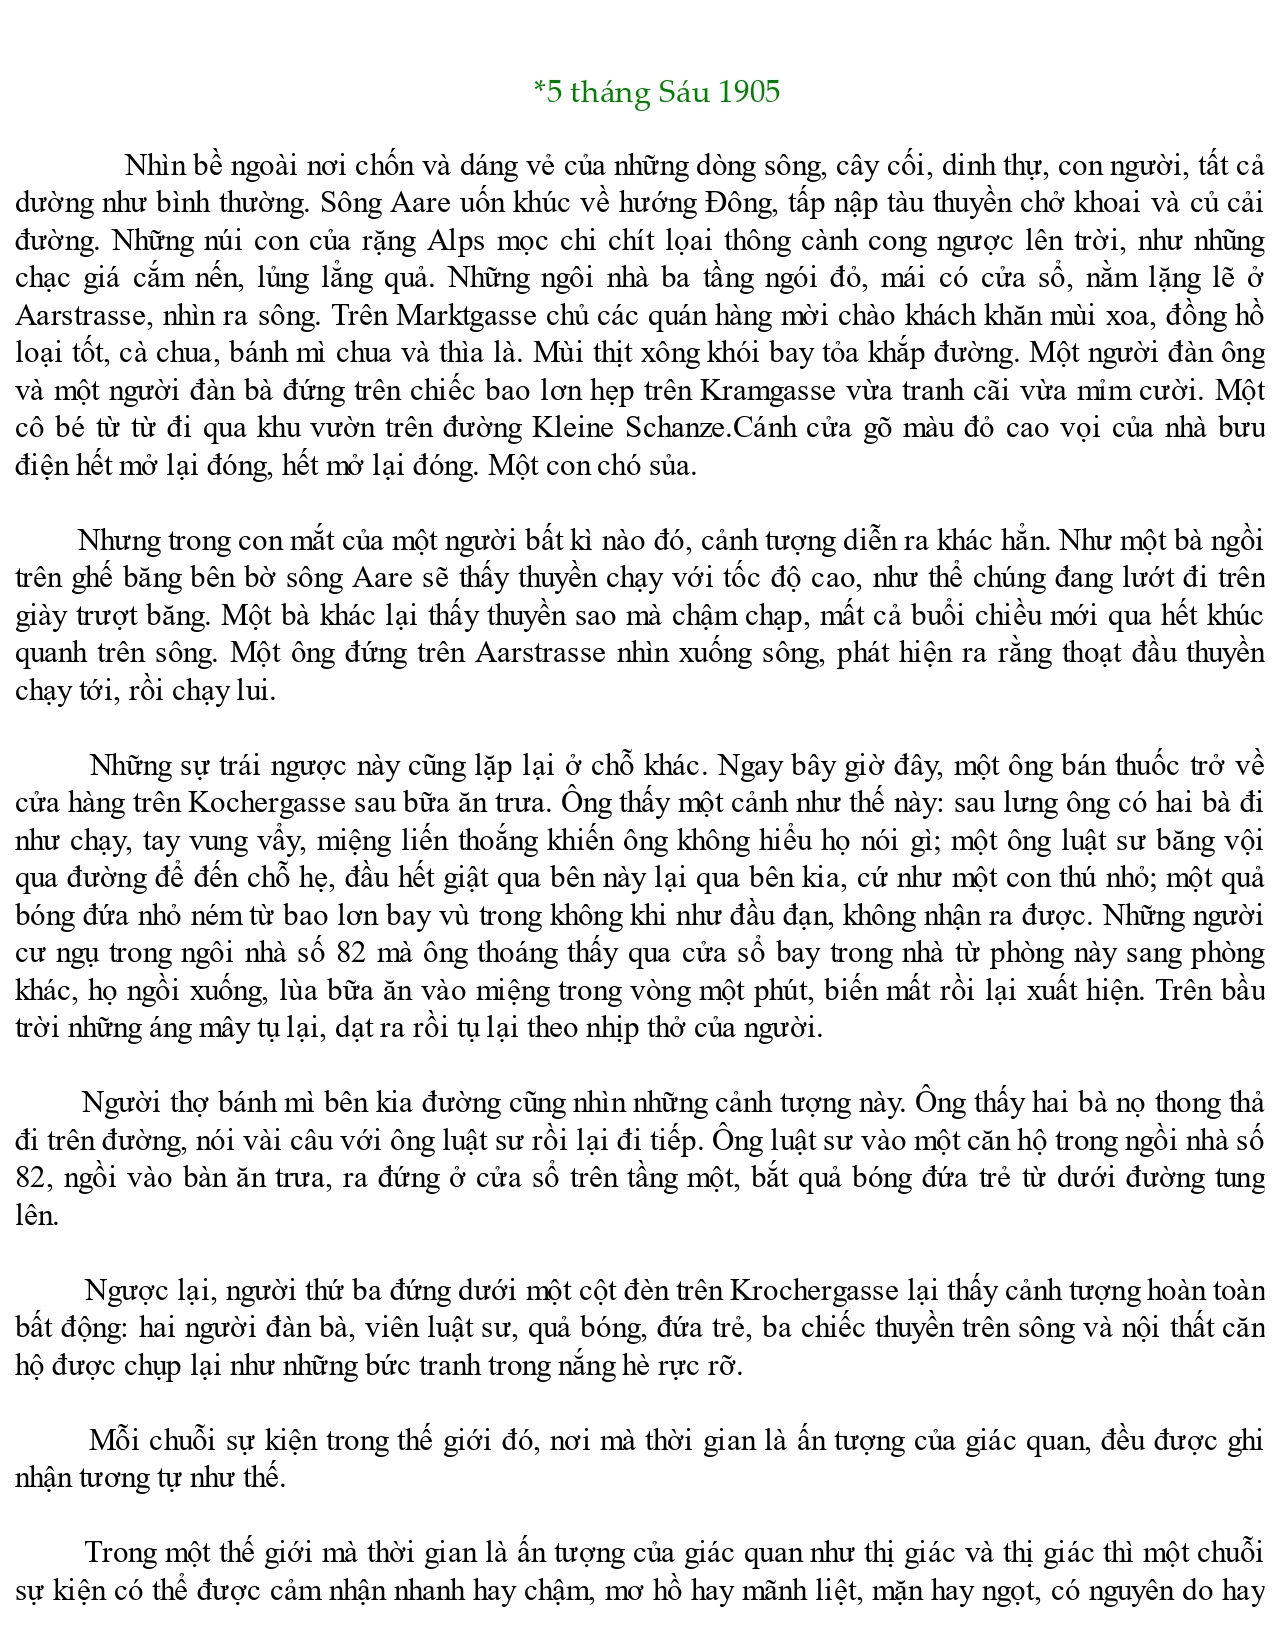 *5 tháng Sáu 1905
Nhìn bề ngoài nơi chốn và dáng vẻ của những dòng sông, cây cối, dinh thự, con người, tất cả
dường như bình thường. Sông Aare uốn khúc về hướng Đông, tấp nập tàu thuyền chở khoai và củ cải
đường. Những núi con của rặng Alps mọc chi chít lọai thông cành cong ngược lên trời, như nhũng
chạc giá cắm nến, lủng lẳng quả. Những ngôi nhà ba tầng ngói đỏ, mái có cửa sổ, nằm lặng lẽ ở
Aarstrasse, nhìn ra sông. Trên Marktgasse chủ các quán hàng mời chào khách khăn mùi xoa, đồng hồ
loại tốt, cà chua, bánh mì chua và thìa là. Mùi thịt xông khói bay tỏa khắp đường. Một người đàn ông
và một người đàn bà đứng trên chiếc bao lơn hẹp trên Kramgasse vừa tranh cãi vừa mỉm cười. Một
cô bé từ từ đi qua khu vườn trên đường Kleine Schanze.Cánh cửa gỗ màu đỏ cao vọi của nhà bưu
điện hết mở lại đóng, hết mở lại đóng. Một con chó sủa.
Nhưng trong con mắt của một người bất kì nào đó, cảnh tượng diễn ra khác hẳn. Như một bà ngồi
trên ghế băng bên bờ sông Aare sẽ thấy thuyền chạy với tốc độ cao, như thể chúng đang lướt đi trên
giày trượt băng. Một bà khác lại thấy thuyền sao mà chậm chạp, mất cả buổi chiều mới qua hết khúc
quanh trên sông. Một ông đứng trên Aarstrasse nhìn xuống sông, phát hiện ra rằng thoạt đầu thuyền
chạy tới, rồi chạy lui.
Những sự trái ngược này cũng lặp lại ở chỗ khác. Ngay bây giờ đây, một ông bán thuốc trở về
cửa hàng trên Kochergasse sau bữa ăn trưa. Ông thấy một cảnh như thế này: sau lưng ông có hai bà đi
như chạy, tay vung vẩy, miệng liến thoắng khiến ông không hiểu họ nói gì; một ông luật sư băng vội
qua đường để đến chỗ hẹ, đầu hết giật qua bên này lại qua bên kia, cứ như một con thú nhỏ; một quả
bóng đứa nhỏ ném từ bao lơn bay vù trong không khi như đầu đạn, không nhận ra được. Những người
cư ngụ trong ngôi nhà số 82 mà ông thoáng thấy qua cửa sổ bay trong nhà từ phòng này sang phòng
khác, họ ngồi xuống, lùa bữa ăn vào miệng trong vòng một phút, biến mất rồi lại xuất hiện. Trên bầu
trời những áng mây tụ lại, dạt ra rồi tụ lại theo nhịp thở của người.
Người thợ bánh mì bên kia đường cũng nhìn những cảnh tượng này. Ông thấy hai bà nọ thong thả
đi trên đường, nói vài câu với ông luật sư rồi lại đi tiếp. Ông luật sư vào một căn hộ trong ngồi nhà số
82, ngồi vào bàn ăn trưa, ra đứng ở cửa sổ trên tầng một, bắt quả bóng đứa trẻ từ dưới đường tung
lên.
Ngược lại, người thứ ba đứng dưới một cột đèn trên Krochergasse lại thấy cảnh tượng hoàn toàn
bất động: hai người đàn bà, viên luật sư, quả bóng, đứa trẻ, ba chiếc thuyền trên sông và nội thất căn
hộ được chụp lại như những bức tranh trong nắng hè rực rỡ.
Mỗi chuỗi sự kiện trong thế giới đó, nơi mà thời gian là ấn tượng của giác quan, đều được ghi
nhận tương tự như thế.
Trong một thế giới mà thời gian là ấn tượng của giác quan như thị giác và thị giác thì một chuỗi
sự kiện có thể được cảm nhận nhanh hay chậm, mơ hồ hay mãnh liệt, mặn hay ngọt, có nguyên do hay